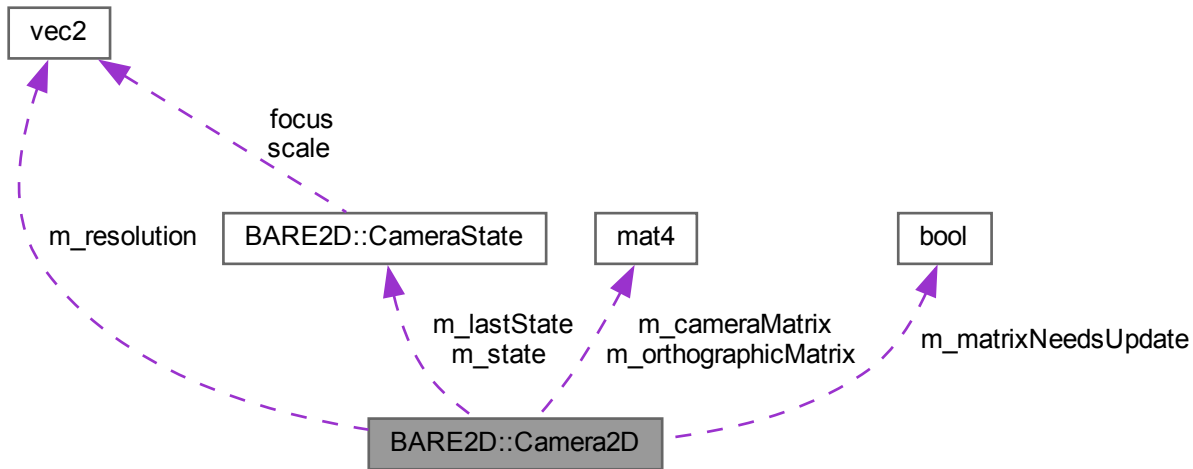 vec2
focus
scale
m_resolution
BARE2D::CameraState
mat4
bool
m_lastState
m_state
m_cameraMatrix
m_orthographicMatrix
m_matrixNeedsUpdate
BARE2D::Camera2D